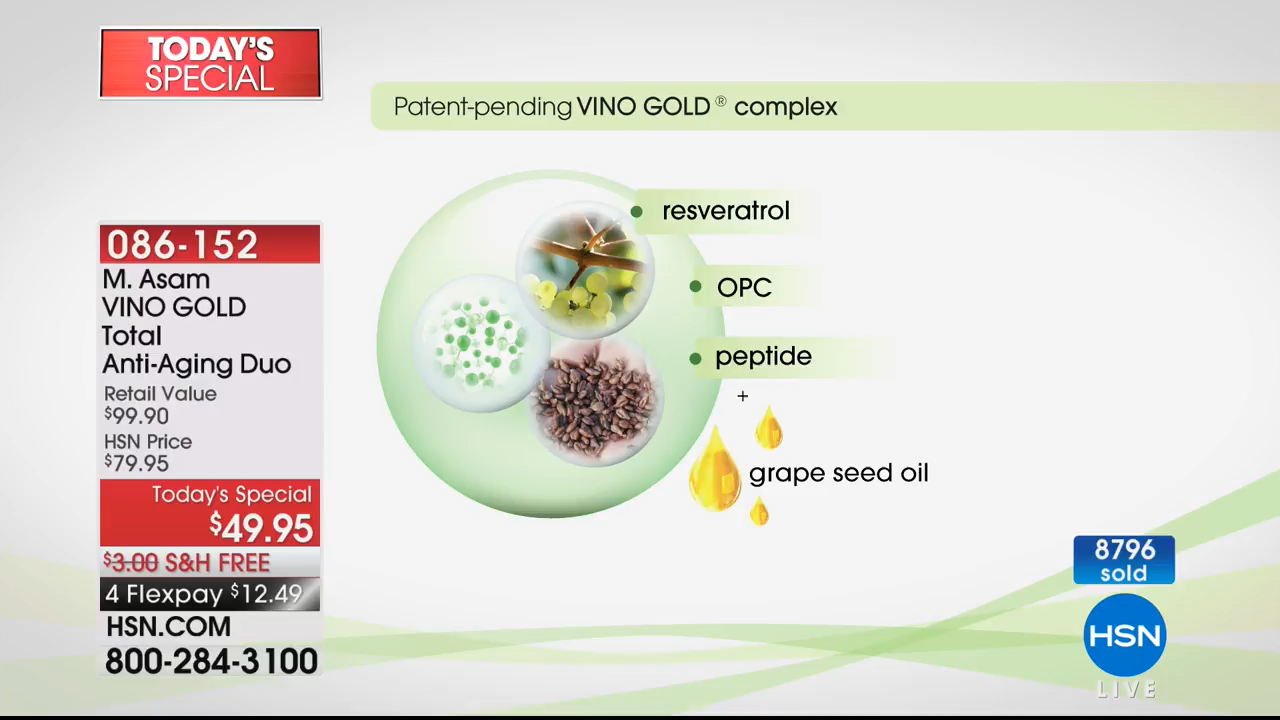 TODAY'S
SPECIAL
Patent-pending VINO GOLD® complex
resveratrol
OPC
peptide
+
grape seed oil
086-152
M. Asam
VINO GOLD
Total
Anti-Aging Duo
Retail Value
$99.90
HSN Price
$79.95
Today's Special
$49.95
$3.00 S&H FREE
4 Flexpay $12.49
HSN.COM
800-284-3100
8796
sold
HSN
LIVE